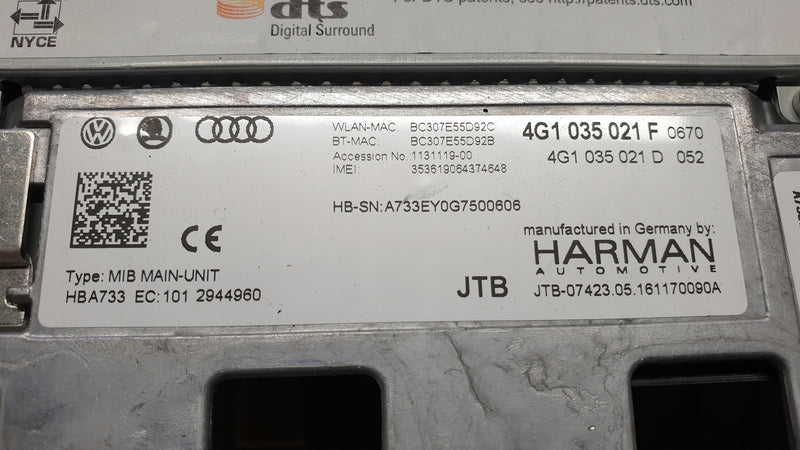 For DTS patents, see http://patents.dts.com
dts
Digital Surround
NYCE
WLAN-MAC: BC307E55D92C
BT-MAC: BC307E55D92B
Accession No. 1131119-00
IMEI: 353619064374648
4G1 035 021 F 0670
4G1 035 021 D 052
HB-SN: A733EY0G7500606
CE
manufactured in Germany by:
HARMAN
AUTOMOTIVE
Type: MIB MAIN-UNIT
HBA733 EC: 101 2944960
JTB
JTB-07423.05.161170090A